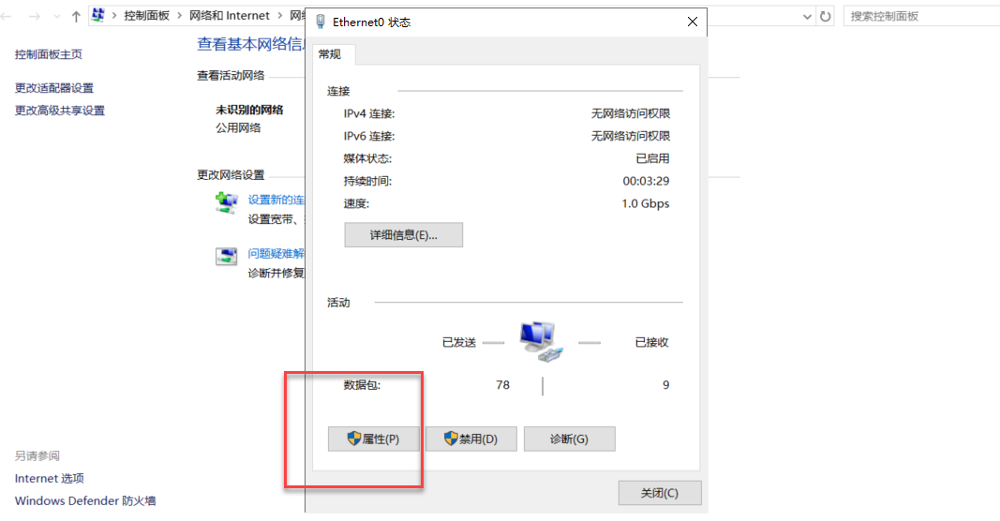 控制面板 > 网络和 Internet > 网络
搜索控制面板
Ethernet0 状态
控制面板主页
更改适配器设置
更改高级共享设置
查看基本网络信息
查看活动网络
未识别的网络
公用网络
更改网络设置
设置新的连
设置宽带、
问题疑难解
诊断并修复
另请参阅
Internet 选项
Windows Defender 防火墙
常规
连接
IPv4 连接: 无网络访问权限
IPv6 连接: 无网络访问权限
媒体状态: 已启用
持续时间: 00:03:29
速度: 1.0 Gbps
详细信息(E)...
活动
已发送 已接收
数据包: 78 9
属性(P) 禁用(D) 诊断(G)
关闭(C)